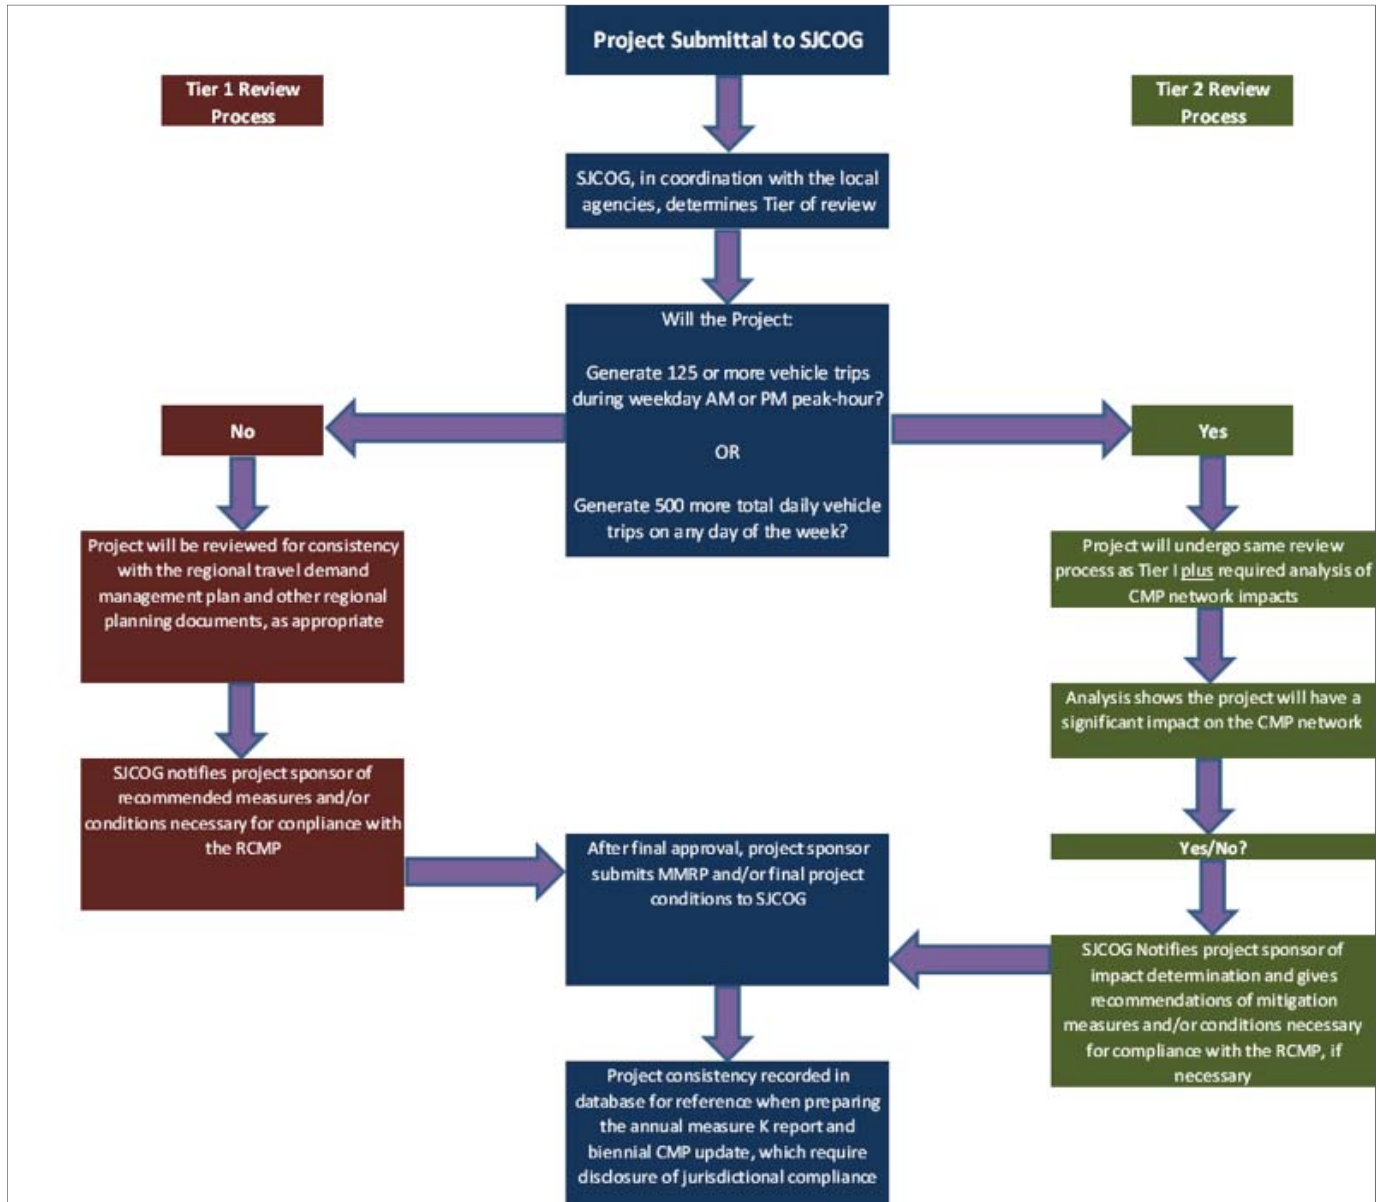 Project Submittal to SJCOG
Tier 1 Review
Process
Tier 2 Review
Process
SJCOG, in coordination with the local
agencies, determines Tier of review
Will the Project:
Generate 125 or more vehicle trips
during weekday AM or PM peak-hour?
OR
Generate 500 more total daily vehicle
trips on any day of the week?
No
Yes
Project will be reviewed for consistency
with the regional travel demand
management plan and other regional
planning documents, as appropriate
Project will undergo same review
process as Tier I plus required analysis of
CMP network impacts
Analysis shows the project will have a
significant impact on the CMP network
SJCOG notifies project sponsor of
recommended measures and/or
conditions necessary for conpliance with
the RCMP
Yes/No?
After final approval, project sponsor
submits MMRP and/or final project
conditions to SJCOG
SJCOG Notifies project sponsor of
impact determination and gives
recommendations of mitigation
measures and/or conditions necessary
for compliance with the RCMP, if
necessary
Project consistency recorded in
database for reference when preparing
the annual measure K report and
biennial CMP update, which require
disclosure of jurisdictional compliance